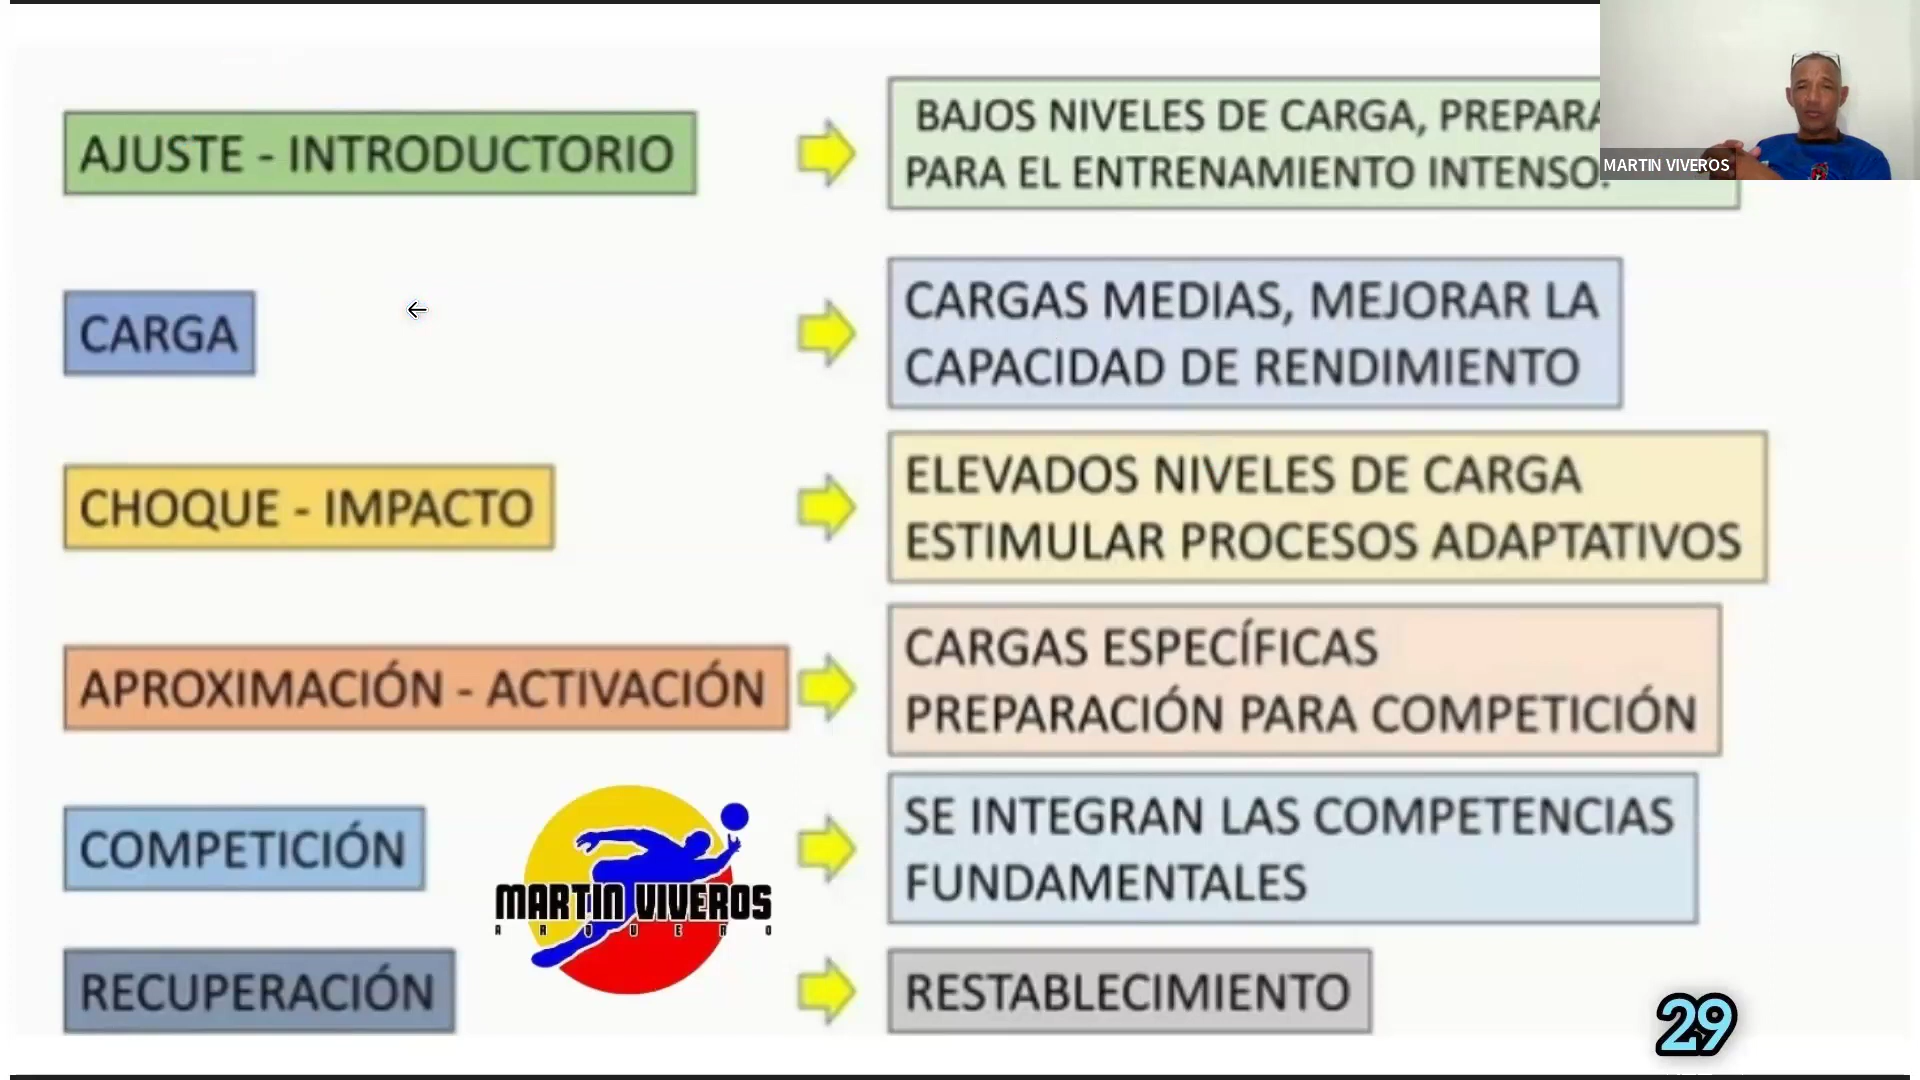 AJUSTE - INTRODUCTORIO
BAJOS NIVELES DE CARGA,
PARA EL ENTRENAMIENTO INTENSO.
MARTIN VIVEROS
CARGA
CARGAS MEDIAS, MEJORAR LA
CAPACIDAD DE RENDIMIENTO
CHOQUE - IMPACTO
ELEVADOS NIVELES DE CARGA
ESTIMULAR PROCESOS ADAPTATIVOS
APROXIMACIÓN - ACTIVACIÓN
CARGAS ESPECÍFICAS
PREPARACIÓN PARA COMPETICIÓN
COMPETICIÓN
MARTIN VIVEROS
ARQUERO
SE INTEGRAN LAS COMPETENCIAS
FUNDAMENTALES
RECUPERACIÓN
RESTABLECIMIENTO
29